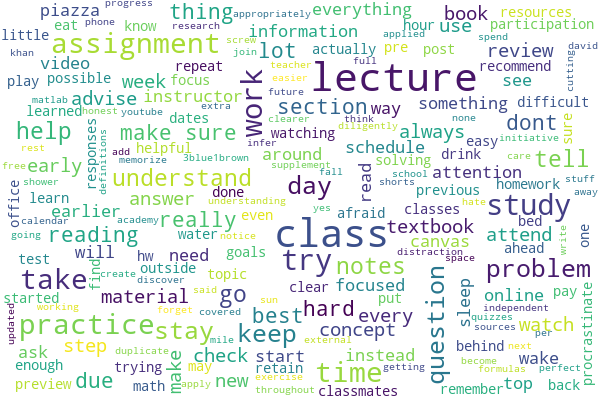 piazza
phone
progress
thing
appropriately
everything
book
resources
eat
know
research
hour
use
participation
little
assignment
screw
applied
spend
khan
video
lot
information
actually
pre
post
join
teacher
full
david
cutting
play
possible
week
repeat
work
easier
lecture
review
recommend
see
matlab
advise
focus
future
learned
youtube
instructor
section
way
something
difficult
honest
extra
dates
clearer
think
diligently
none
initiative
help
responses
make sure
watching
always
easy
dont
sure
add
helpful
infer
schedule
solving
care
rest
memorize
3blue1brown
around
drink
tell
free
early
definitions
understand
supplement
fall
read
attention
school
stuff
shower
done
day
shorts
previous
homework
away
office
learn
answer
understanding
yes
afraid
classes
hate
bed
calendar
academy
really
even
class
textbook
study
earlier
water
notice
canvas
attend
ahead
one
going
reading
hw
goals
write
test
will
need
try
distraction
space
problem
find
outside
topic
notes
question
create
discover
clear
focused
sleep
online
independent
pay
started
take
material
said
sun
put
go
hard
every
quizzes
updated
working
forget
covered
best
concept
sources
per
watch
practice
stay
keep
procrastinate
mile
external
step
time
behind
next
ask
duplicate
make
check
start
instead
getting
wake
become
enough
trying
may
retain
formulas
perfect
preview
due
math
apply
new
exercise
throughout
classmates
remember
top
back